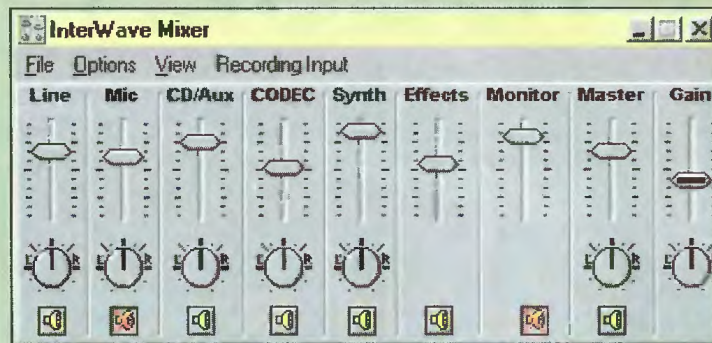 InterWave Mixer
File Options View Recording Input
Line Mic CD/Aux CODEC Synth Effects Monitor Master Gain
L R L R L R L R L R L R L R